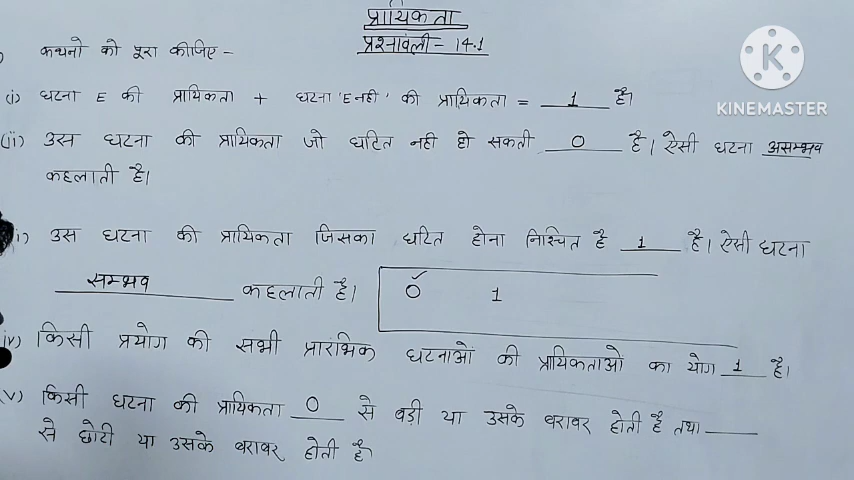 प्रायिकता
प्रश्नावली - 14.1
कथनो को पूरा कीजिए -
(i) घटना E की प्रायिकता + घटना 'E नही' की प्रायिकता = 1 है।
(ii) उस घटना की प्रायिकता जो घटित नही हो सकती 0 है। ऐसी घटना असम्भव
कहलाती है।
i) उस घटना की प्रायिकता जिसका घटित होना निश्चित है 1 है। ऐसी घटना
सम्भव कहलाती है।
0 1
iv) किसी प्रयोग की सभी प्रारंभिक घटनाओं की प्रायिकताओं का योग 1 है।
(v) किसी घटना की प्रायिकता 0 से बड़ी या उसके बराबर होती है तथा ____
से छोटी या उसके बराबर होती है
K
KINEMASTER